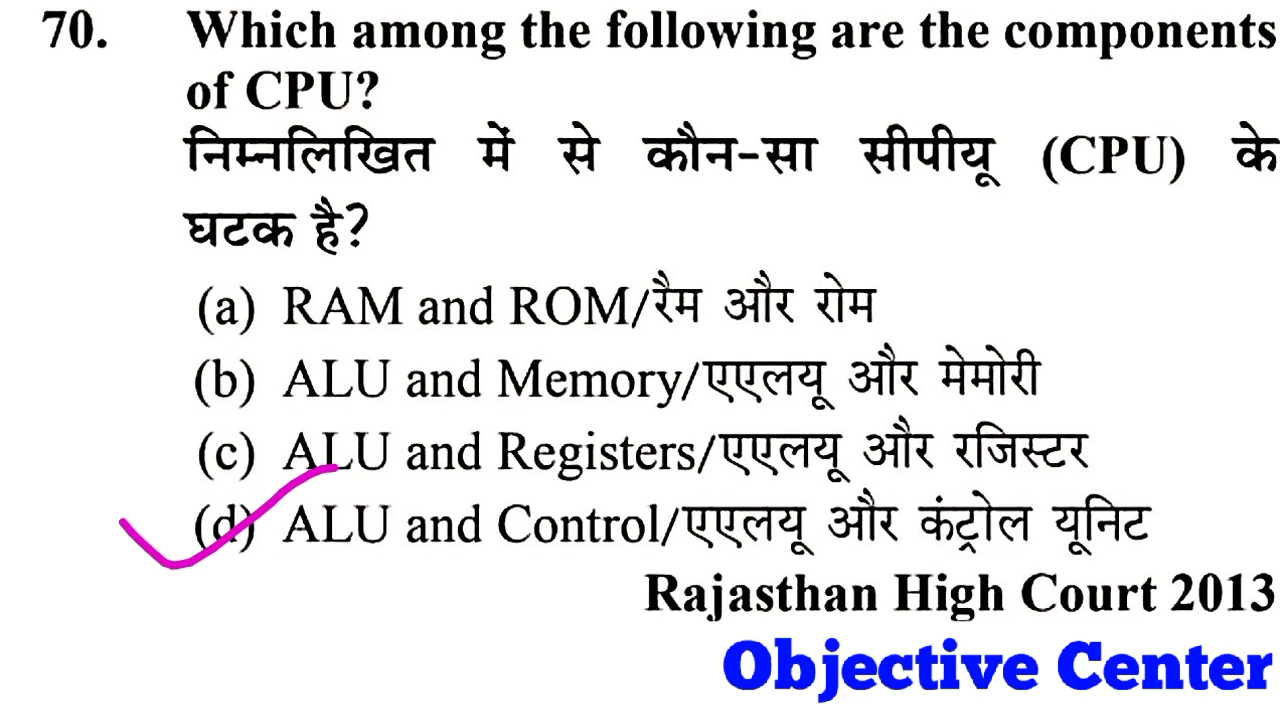 70. Which among the following are the components
of CPU?
निम्नलिखित में से कौन-सा सीपीयू (CPU) के
घटक है?
(a) RAM and ROM/रैम और रोम
(b) ALU and Memory/एएलयू और मेमोरी
(c) ALU and Registers/एएलयू और रजिस्टर
(d) ALU and Control/एएलयू और कंट्रोल यूनिट
Rajasthan High Court 2013
Objective Center